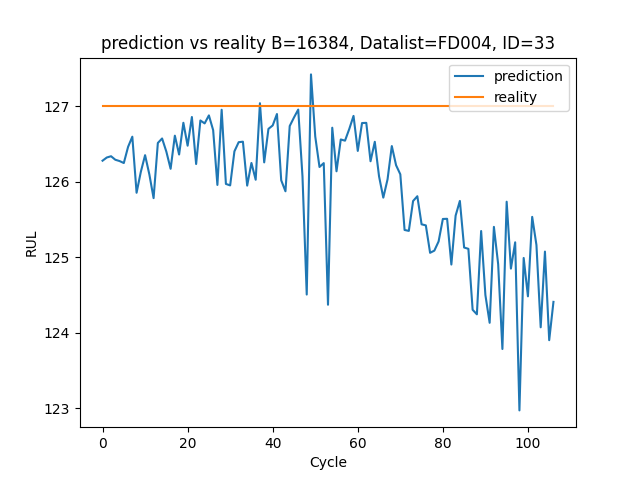 prediction vs reality B=16384, Datalist=FD004, ID=33
prediction
reality
127
126
125
124
123
RUL
0 20 40 60 80 100
Cycle